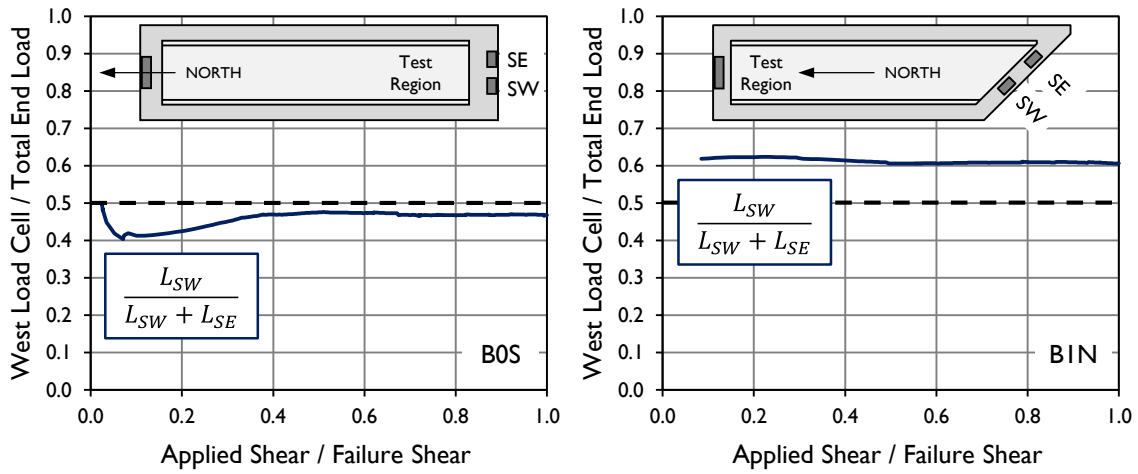 West Load Cell / Total End Load
1.0
0.9
0.8
0.7
0.6
0.5
0.4
0.3
0.2
0.1
0.0
NORTH
Test
Region
SE
SW
L_SW
L_SW + L_SE
B0S
0.0 0.2 0.4 0.6 0.8 1.0
Applied Shear / Failure Shear
West Load Cell / Total End Load
1.0
0.9
0.8
0.7
0.6
0.5
0.4
0.3
0.2
0.1
0.0
Test
Region
NORTH
SE
SW
L_SW
L_SW + L_SE
B1N
0.0 0.2 0.4 0.6 0.8 1.0
Applied Shear / Failure Shear